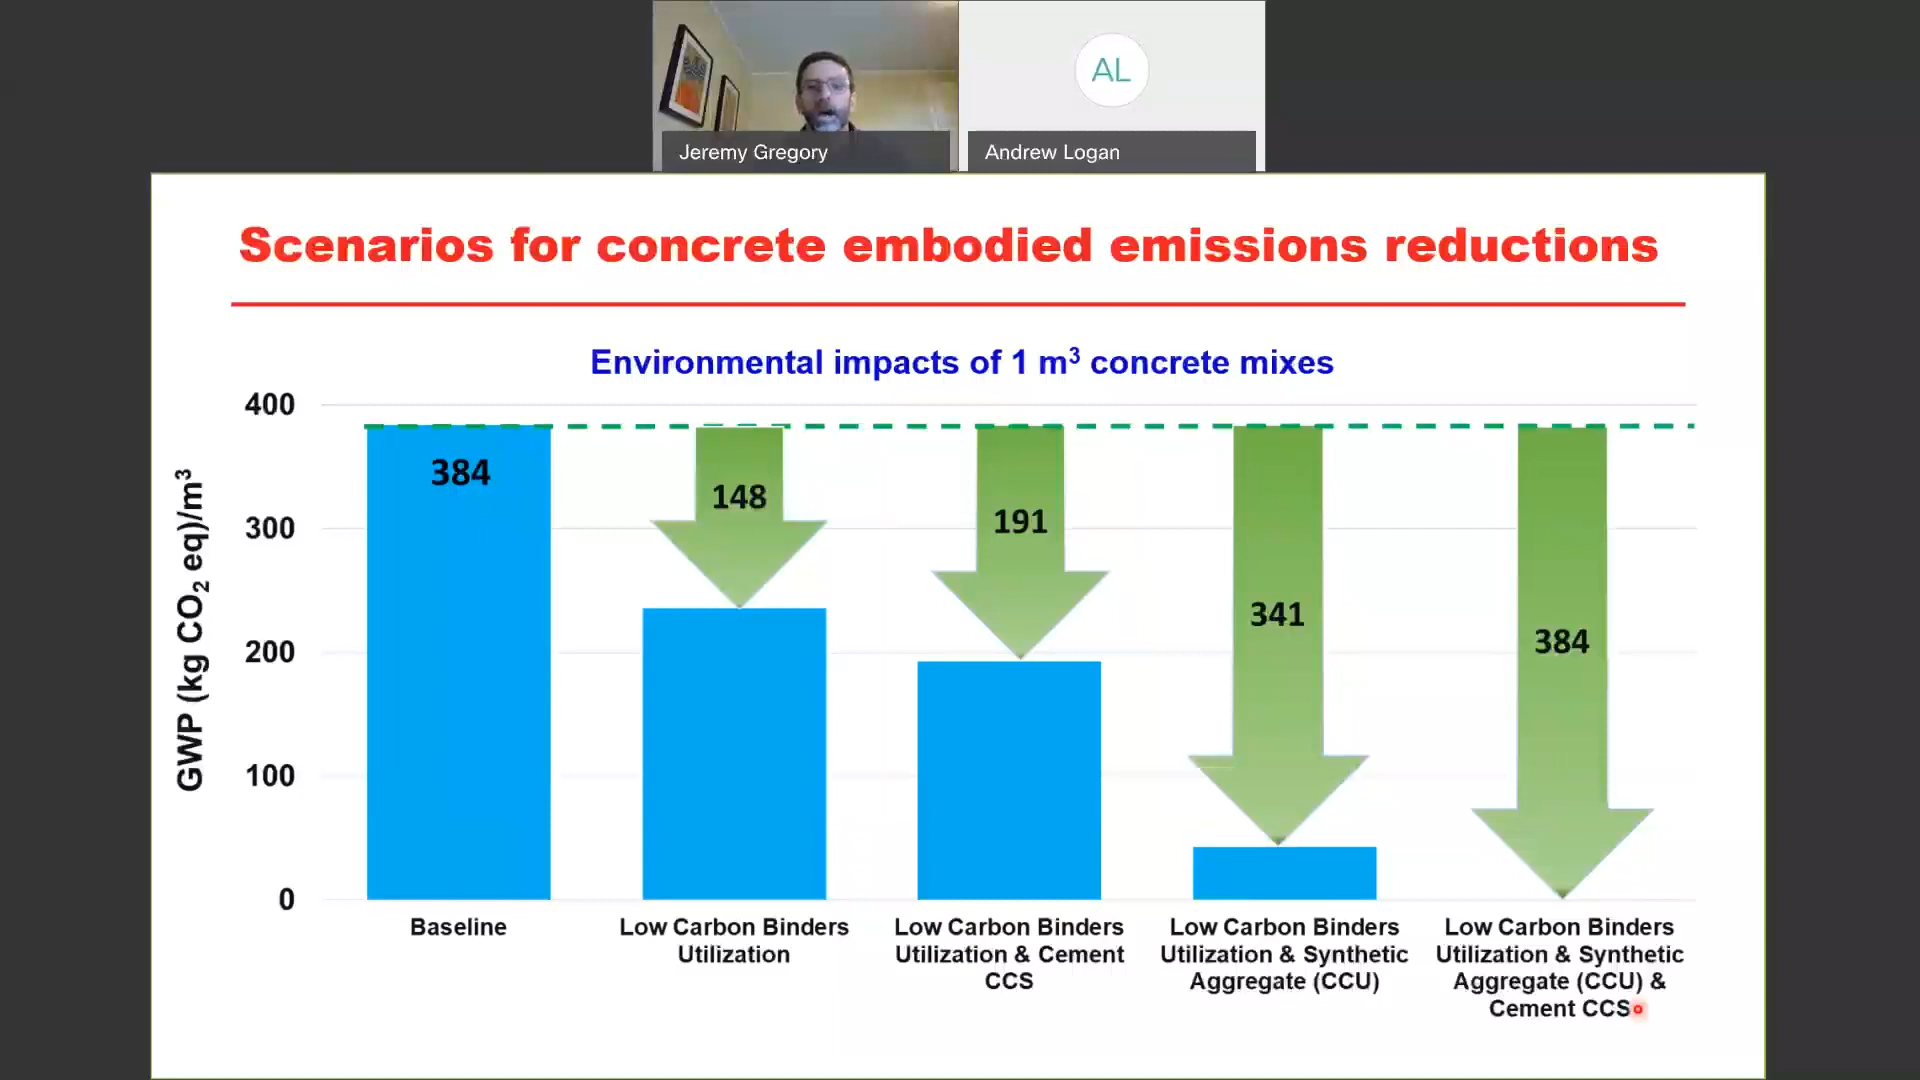 AL
Jeremy Gregory
Andrew Logan
Scenarios for concrete embodied emissions reductions
Environmental impacts of 1 m³ concrete mixes
GWP (kg CO₂ eq)/m³
400
300
200
100
0
384
148
191
341
384
Baseline
Low Carbon Binders
Utilization
Low Carbon Binders
Utilization & Cement
CCS
Low Carbon Binders
Utilization & Synthetic
Aggregate (CCU)
Low Carbon Binders
Utilization & Synthetic
Aggregate (CCU) &
Cement CCS